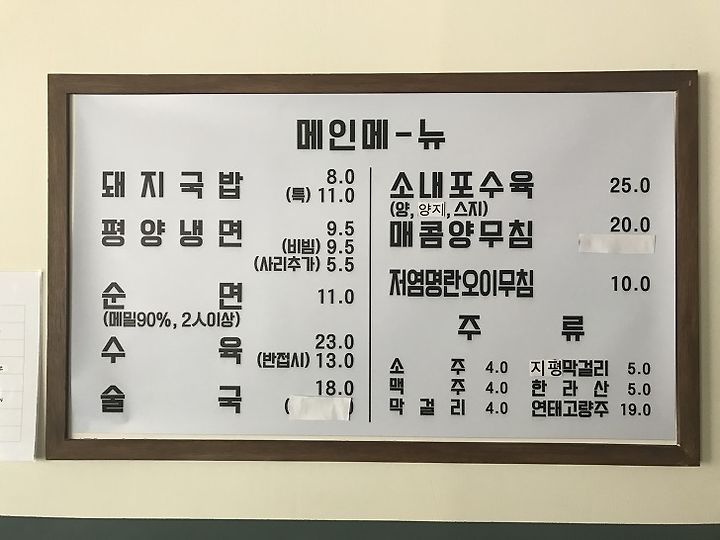 메인메-뉴
돼지국밥 8.0
(특) 11.0
평양냉면 9.5
(비빔) 9.5
(사리추가) 5.5
순면 11.0
(메밀90%, 2人이상)
수육 23.0
(반접시) 13.0
술국 18.0
(
소내포수육 25.0
(양, 양지, 스지)
매콤양무침 20.0
저염명란오이무침 10.0
주류
소주 4.0
맥주 4.0
막걸리 4.0
지평막걸리 5.0
한라산 5.0
연태고량주 19.0